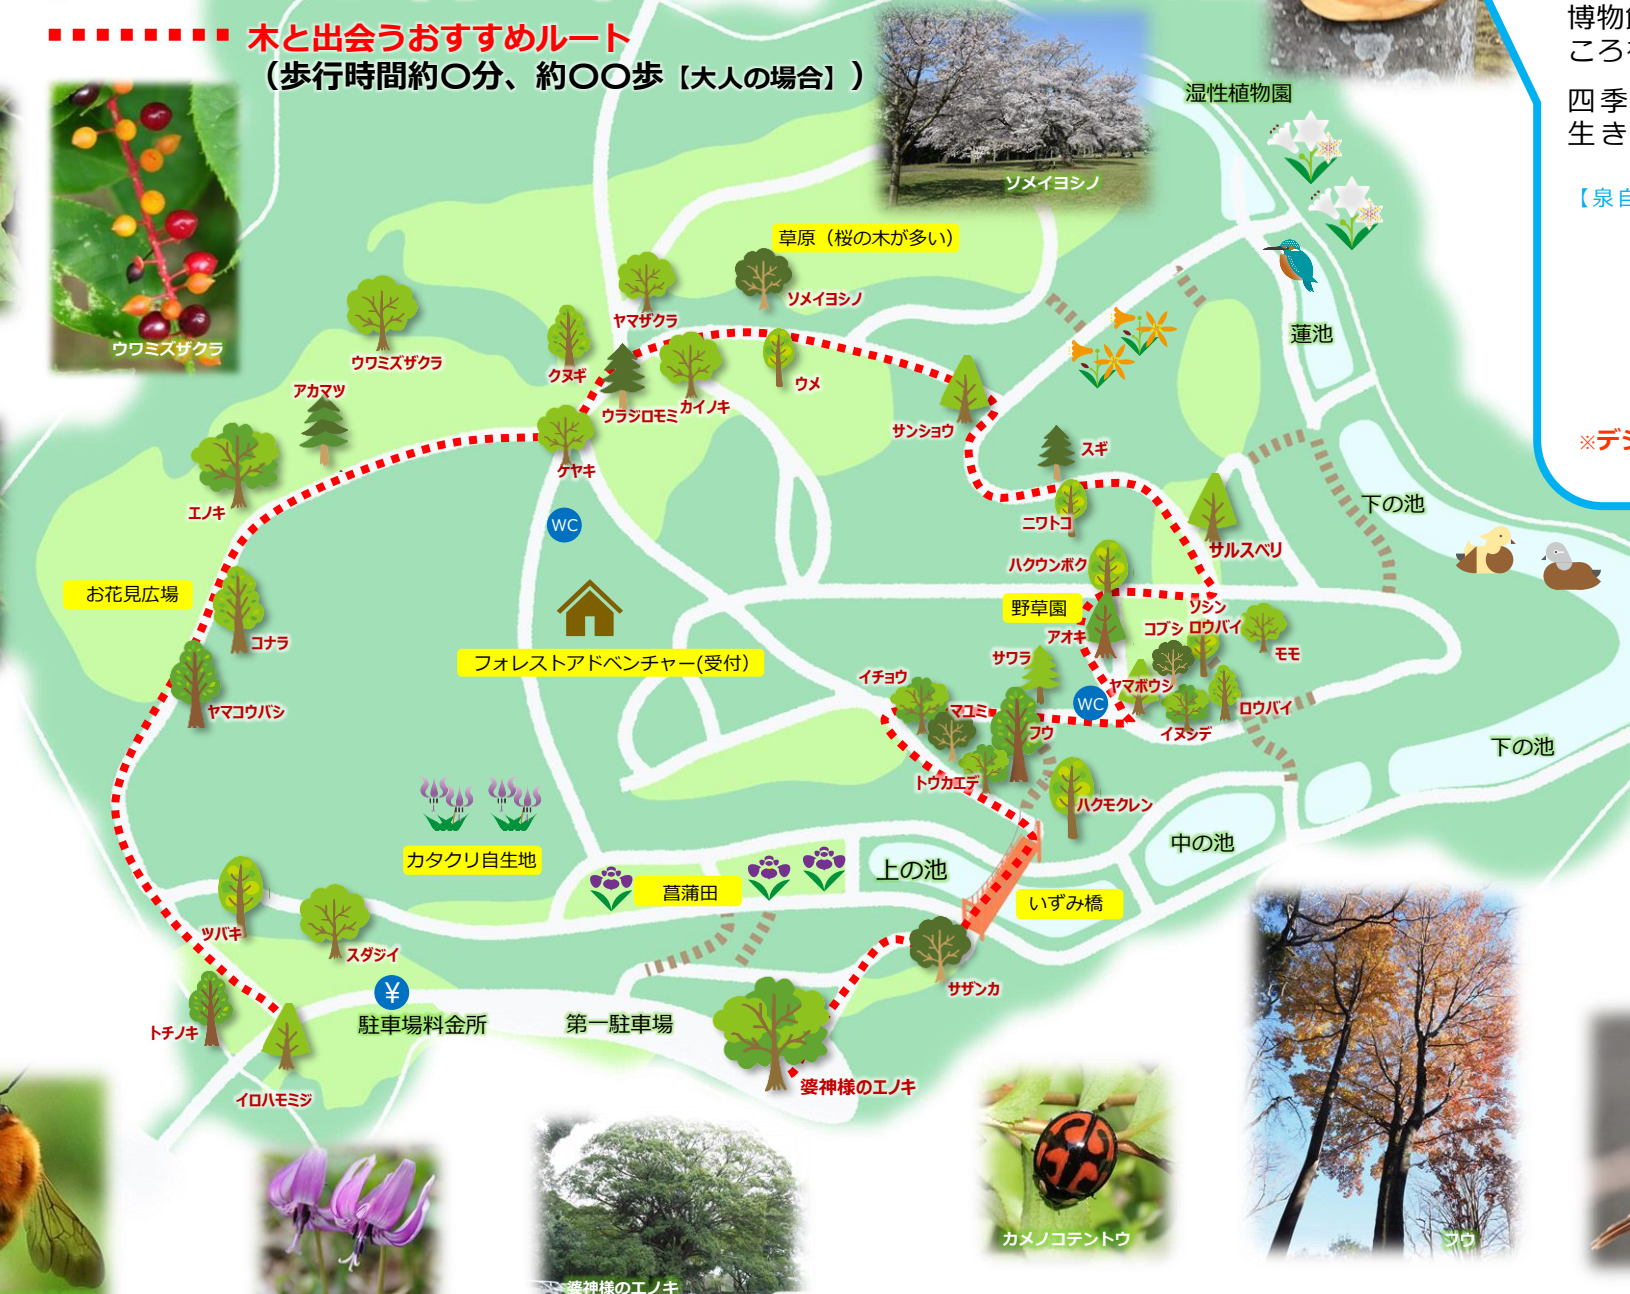 木と出会うおすすめルート
（歩行時間約〇分、約〇〇歩【大人の場合】）
博物
ころ
四季
生き
【泉自
※デジ
湿性植物園
ソメイヨシノ
ウワミズザクラ
草原（桜の木が多い）
ソメイヨシノ
ヤマザクラ
ウワミズザクラ
クヌギ
アカマツ
ウラジロモミ
カイノキ
ウメ
サンショウ
蓮池
スギ
ケヤキ
エノキ
WC
ニワトコ
下の池
サルスベリ
ハクウンボク
お花見広場
野草園
ソシン
ロウバイ
コブシ
アオキ
モモ
コナラ
サワラ
フォレストアドベンチャー(受付)
イチョウ
ヤマボウシ
WC
マユミ
ロウバイ
ヤマコウバシ
フウ
イヌシデ
下の池
トウカエデ
ハクモクレン
中の池
カタクリ自生地
上の池
菖蒲田
いずみ橋
ツバキ
スダジイ
サザンカ
¥
駐車場料金所
第一駐車場
トチノキ
婆神様のエノキ
イロハモミジ
カメノコテントウ
フウ
婆神様のエノキ